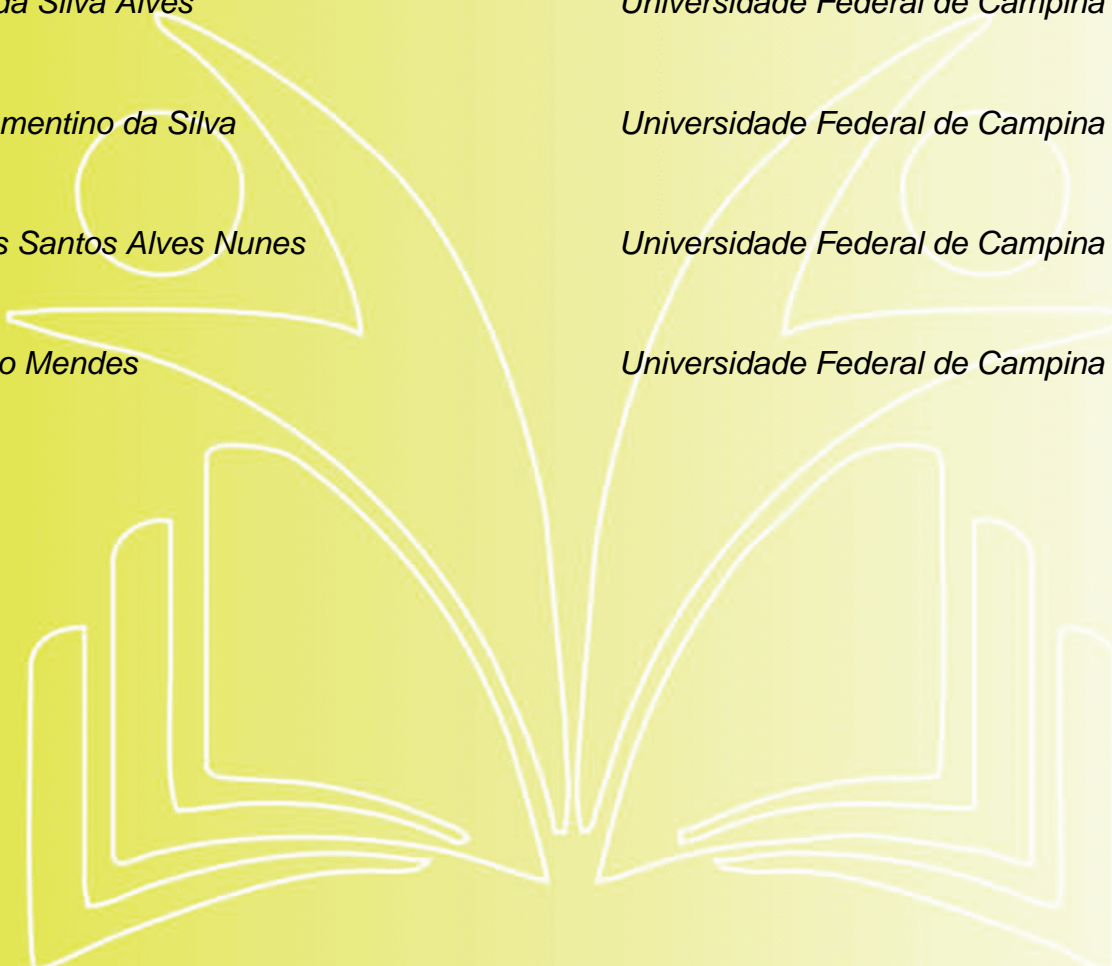 da Silva Alves Universidade Federal de Campina
mentino da Silva Universidade Federal de Campina
s Santos Alves Nunes Universidade Federal de Campina
o Mendes Universidade Federal de Campina